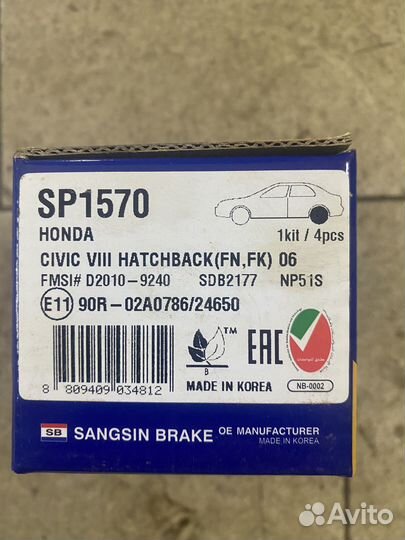 SP1570
HONDA
1kit / 4pcs
CIVIC VIII HATCHBACK(FN,FK) 06
FMSI# D2010-9240 SDB2177 NP51S
E11 90R-02A0786/24650
TM
B
EAC
8 809409 034812
MADE IN KOREA
NB-0002
SB SANGSIN BRAKE OE MANUFACTURER
MADE IN KOREA
Avito